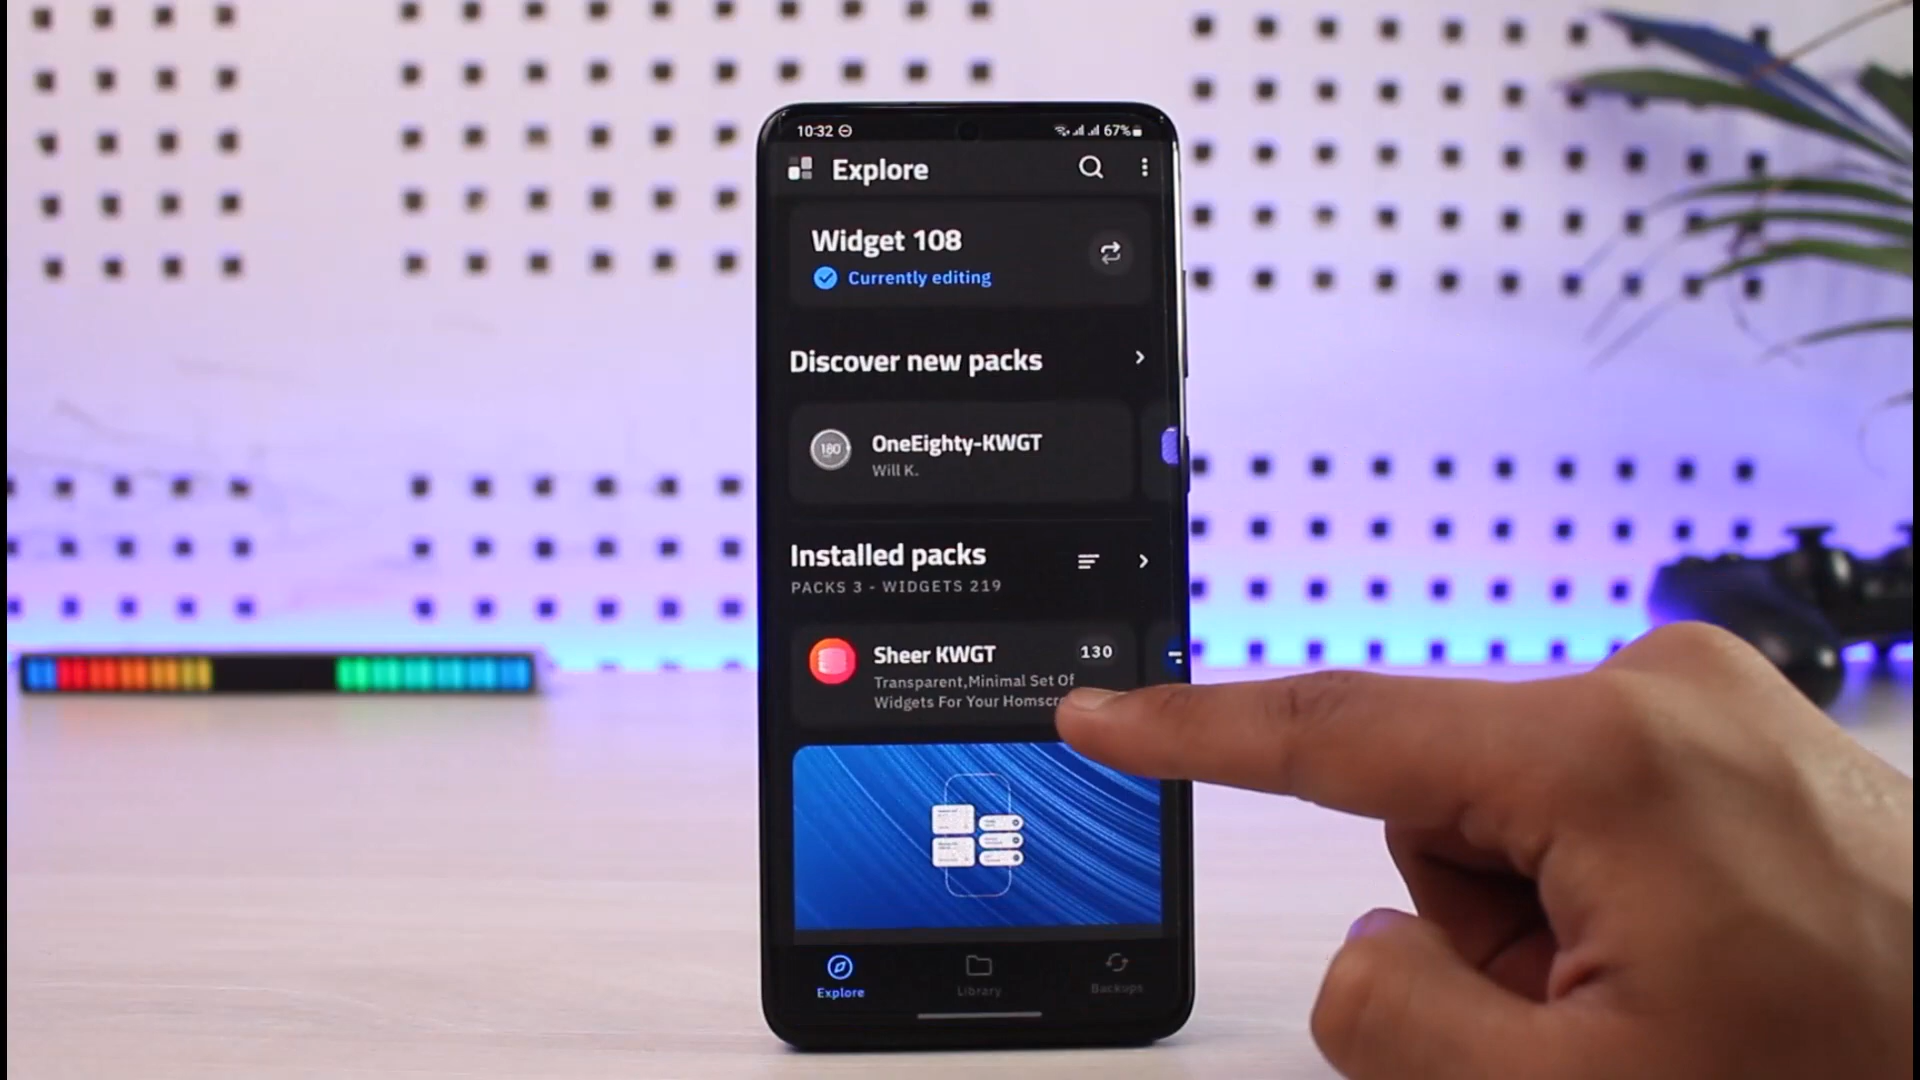 10:32
67%
Explore
Widget 108
Currently editing
Discover new packs
180
OneEighty-KWGT
Will K.
Installed packs
PACKS 3 - WIDGETS 219
Sheer KWGT
130
Transparent,Minimal Set Of
Widgets For Your Homscr
Explore
Library
Backups